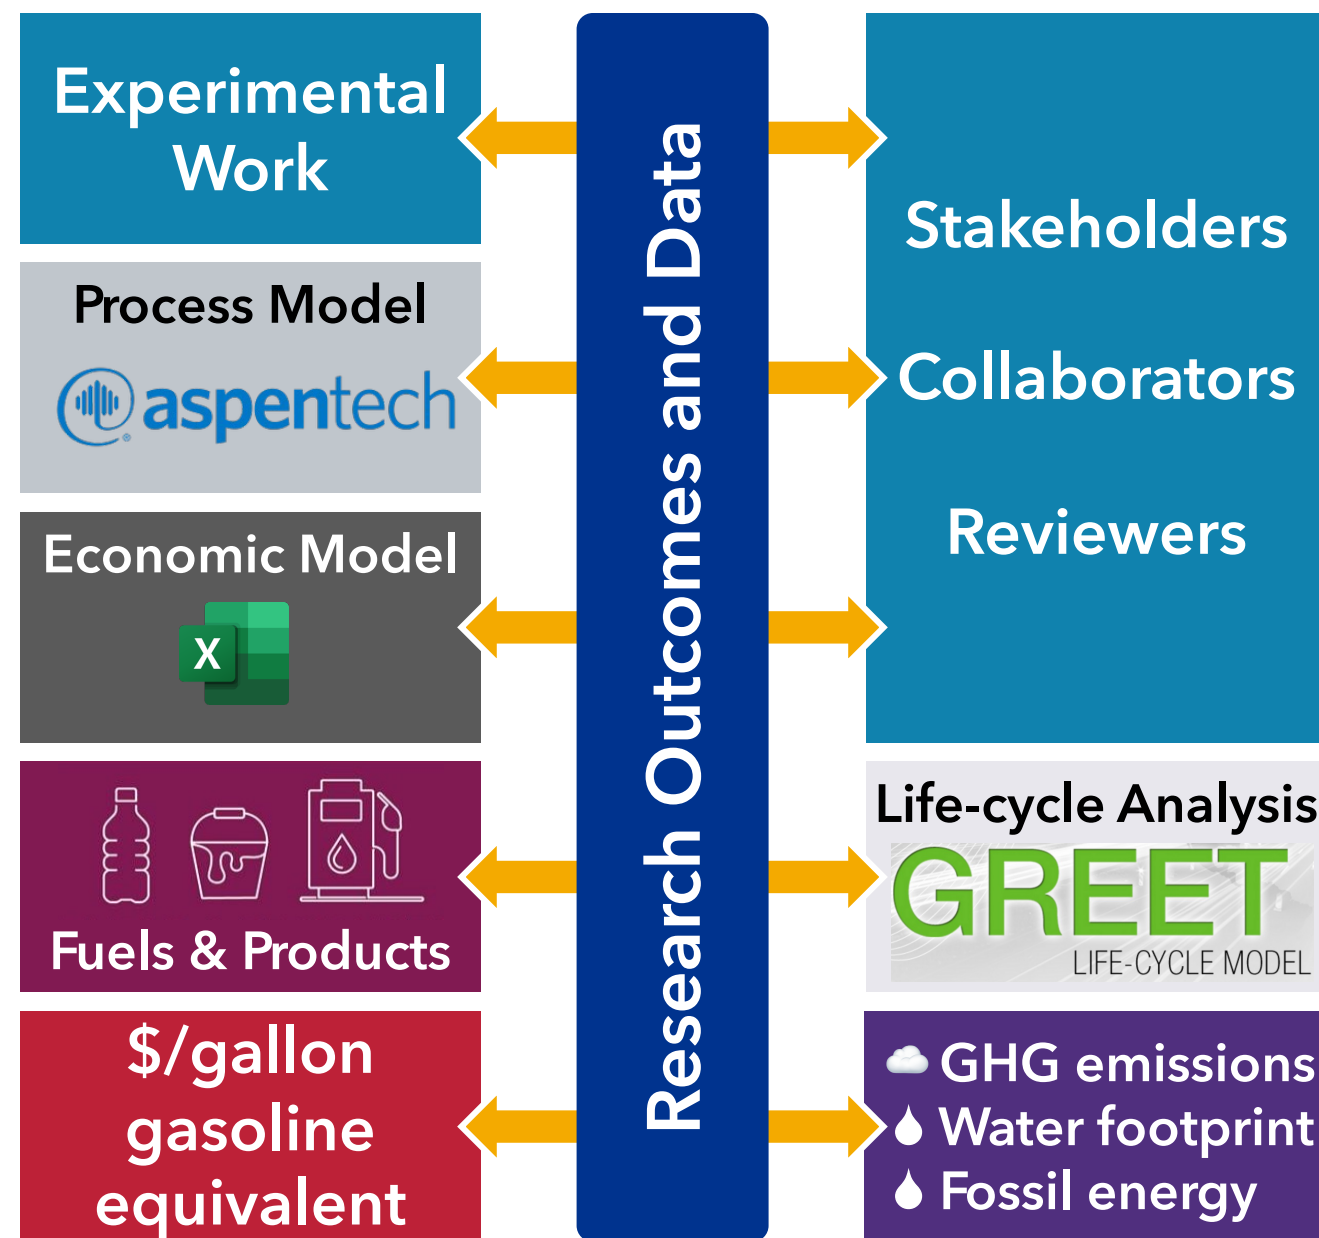 Experimental
Work
Process Model
aspentech
®
Economic Model
X
Fuels & Products
$/gallon
gasoline
equivalent
Research Outcomes and Data
Stakeholders
Collaborators
Reviewers
Life-cycle Analysis
GREET
LIFE-CYCLE MODEL
GHG emissions
Water footprint
Fossil energy